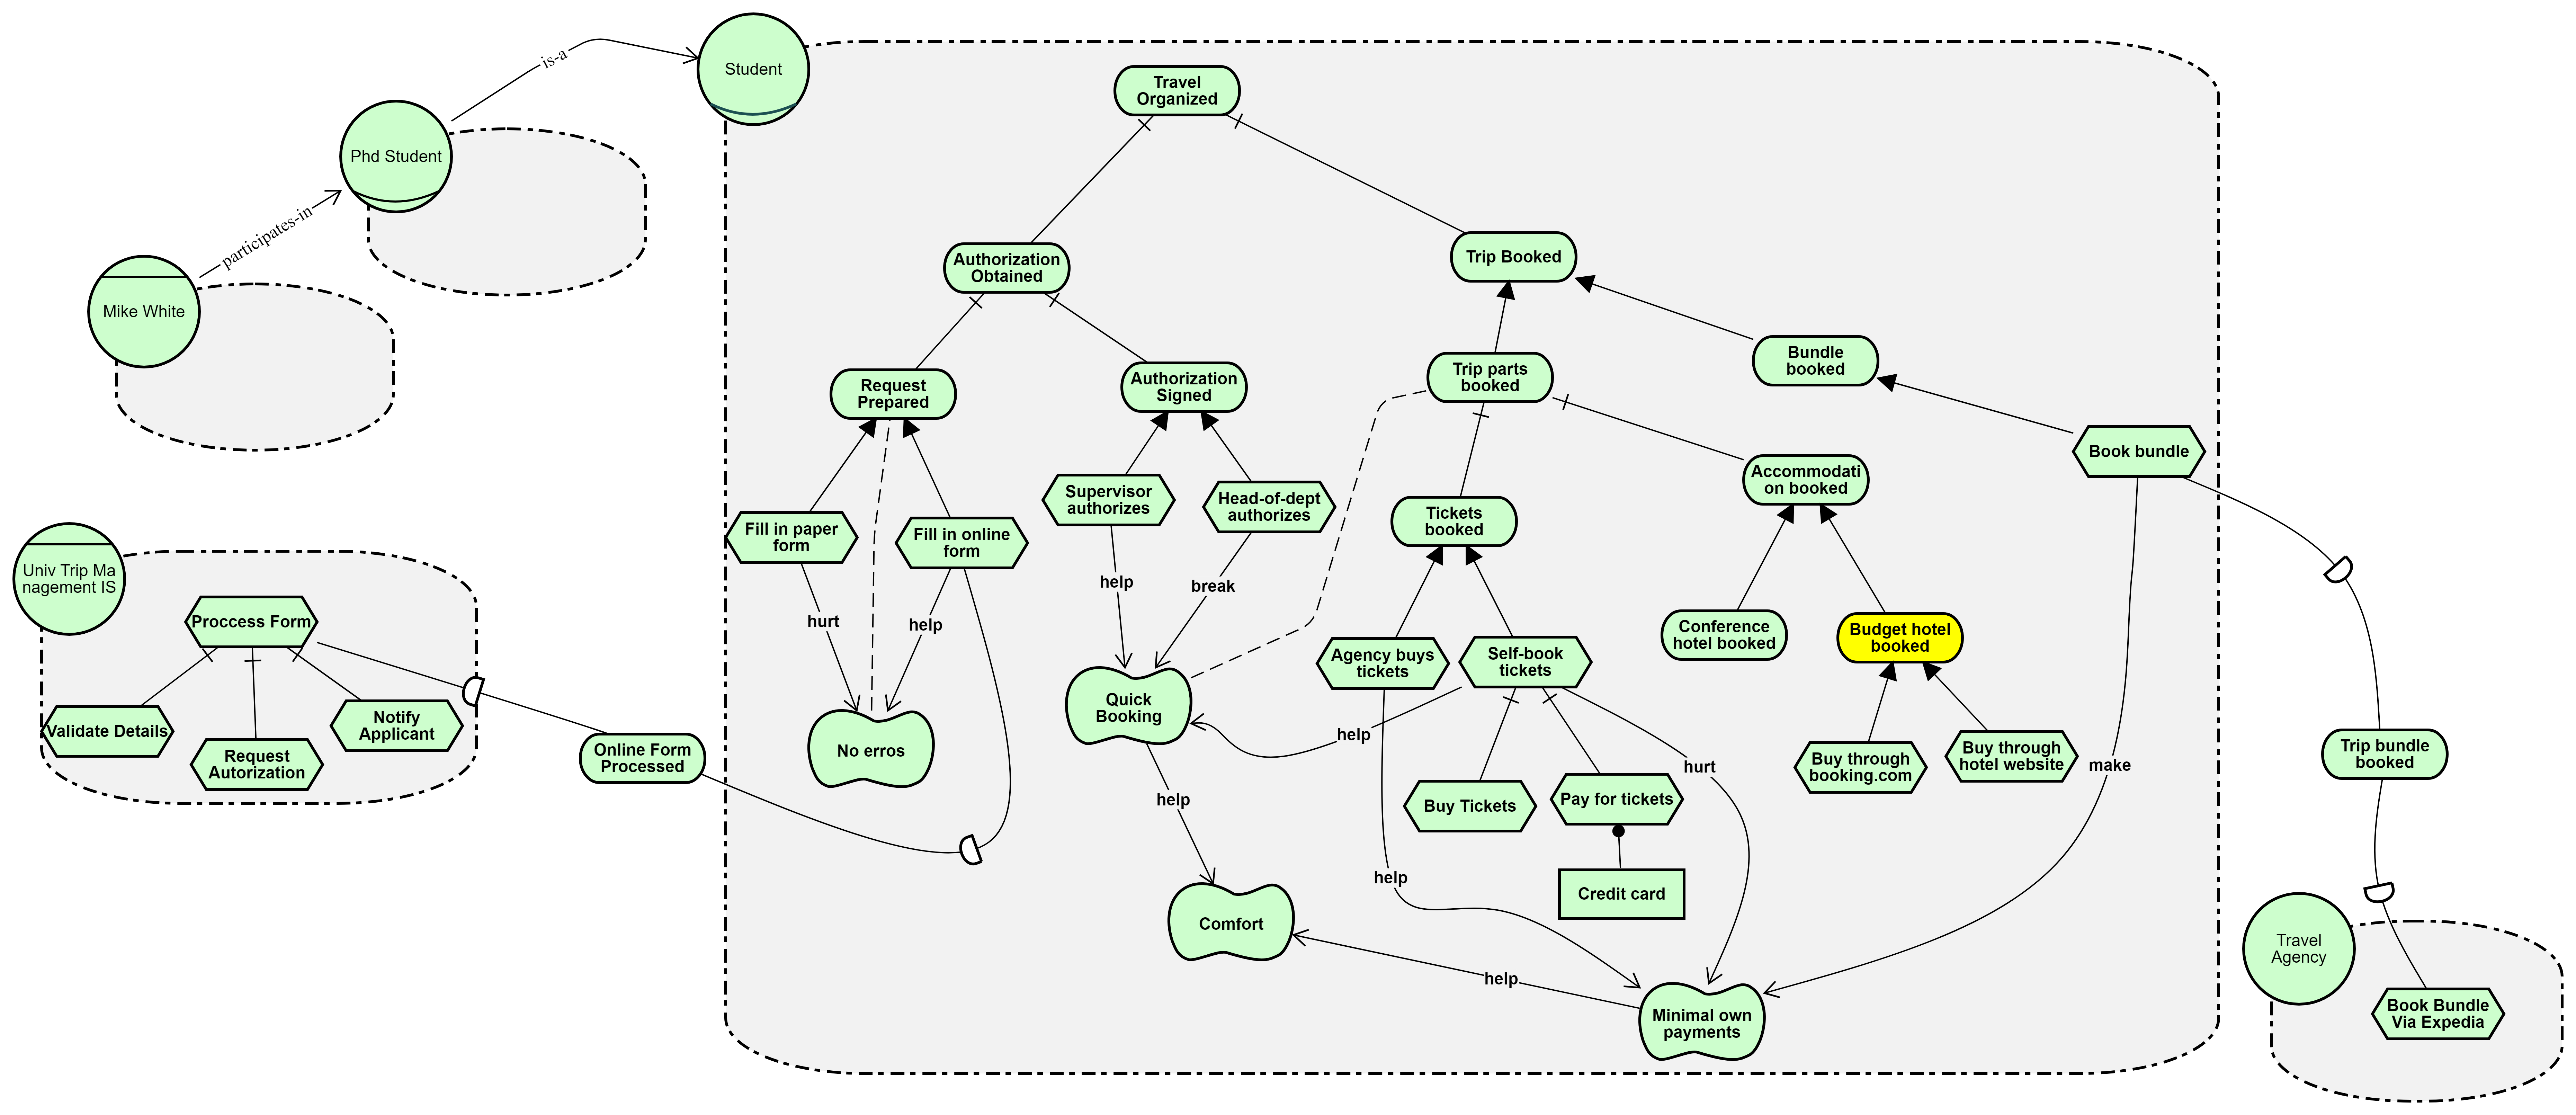 Student
is-a
Travel
Organized
Phd Student
participates-in
Mike White
Authorization
Obtained
Trip Booked
Bundle
booked
Trip parts
booked
Request
Prepared
Authorization
Signed
Book bundle
Accommodati
on booked
Supervisor
authorizes
Head-of-dept
authorizes
Tickets
booked
Fill in paper
form
Fill in online
form
Univ Trip Ma
nagement IS
help
break
hurt
help
Proccess Form
Conference
hotel booked
Budget hotel
booked
Agency buys
tickets
Self-book
tickets
Quick
Booking
Validate Details
Notify
Applicant
Request
Autorization
Online Form
Processed
No erros
help
hurt
make
Buy through
booking.com
Buy through
hotel website
Trip bundle
booked
help
Buy Tickets
Pay for tickets
help
Credit card
Comfort
help
Minimal own
payments
Travel
Agency
Book Bundle
Via Expedia